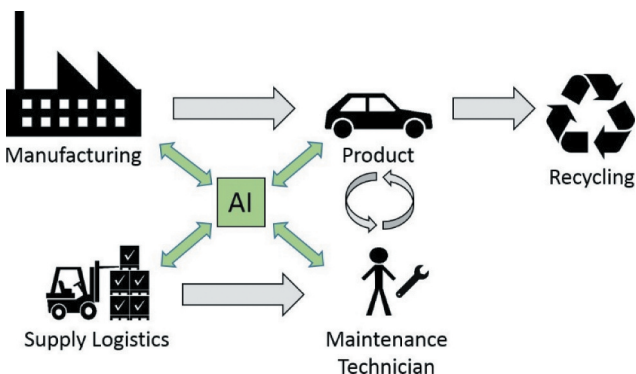 Manufacturing
Product
Recycling
AI
Supply Logistics
Maintenance
Technician